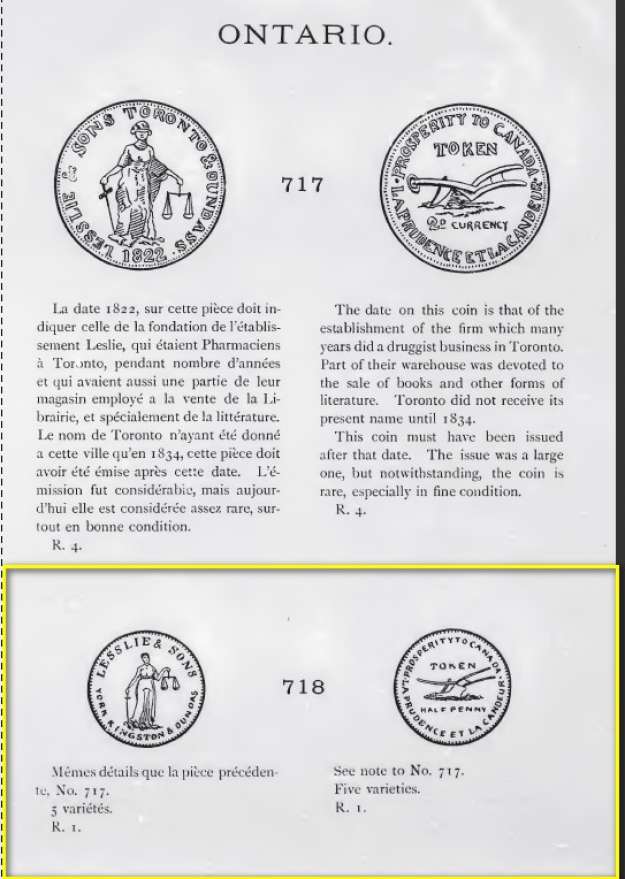 ONTARIO.
LESSLIE & SONS TORONTO & DUNDASS.
1822
717
PROSPERITY TO CANADA
LA PRUDENCE ET LA CANDEUR
TOKEN
2D CURRENCY
La date 1822, sur cette pièce doit in-
diquer celle de la fondation de l'établis-
sement Leslie, qui étaient Pharmaciens
à Toronto, pendant nombre d'années
et qui avaient aussi une partie de leur
magasin employé a la vente de la Li-
brairie, et spécialement de la littérature.
Le nom de Toronto n'ayant été donné
a cette ville qu'en 1834, cette pièce doit
avoir été émise après cette date. L'é-
mission fut considérable, mais aujour-
d'hui elle est considérée assez rare, sur-
tout en bonne condition.
R. 4.
The date on this coin is that of the
establishment of the firm which many
years did a druggist business in Toronto.
Part of their warehouse was devoted to
the sale of books and other forms of
literature. Toronto did not receive its
present name until 1834.
This coin must have been issued
after that date. The issue was a large
one, but notwithstanding, the coin is
rare, especially in fine condition.
R. 4.
LESSLIE & SONS
YORK KINGSTON & DUNDAS
718
PROSPERITY TO CANADA
LA PRUDENCE ET LA CANDEUR
TOKEN
HALF PENNY
Mêmes détails que la pièce précéden-
te, No. 717.
5 variétés.
R. 1.
See note to No. 717.
Five varieties.
R. 1.